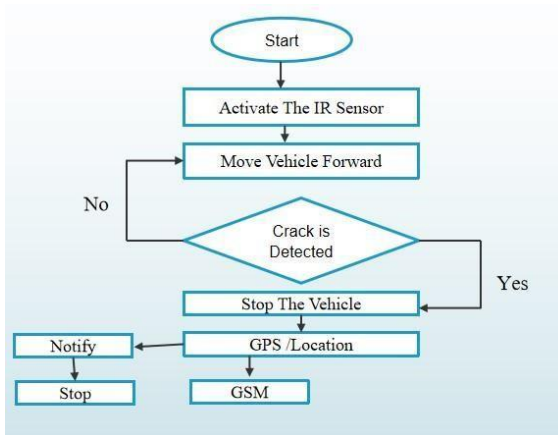 Start
Activate The IR Sensor
Move Vehicle Forward
No
Crack is
Detected
Yes
Stop The Vehicle
Notify
GPS /Location
Stop
GSM